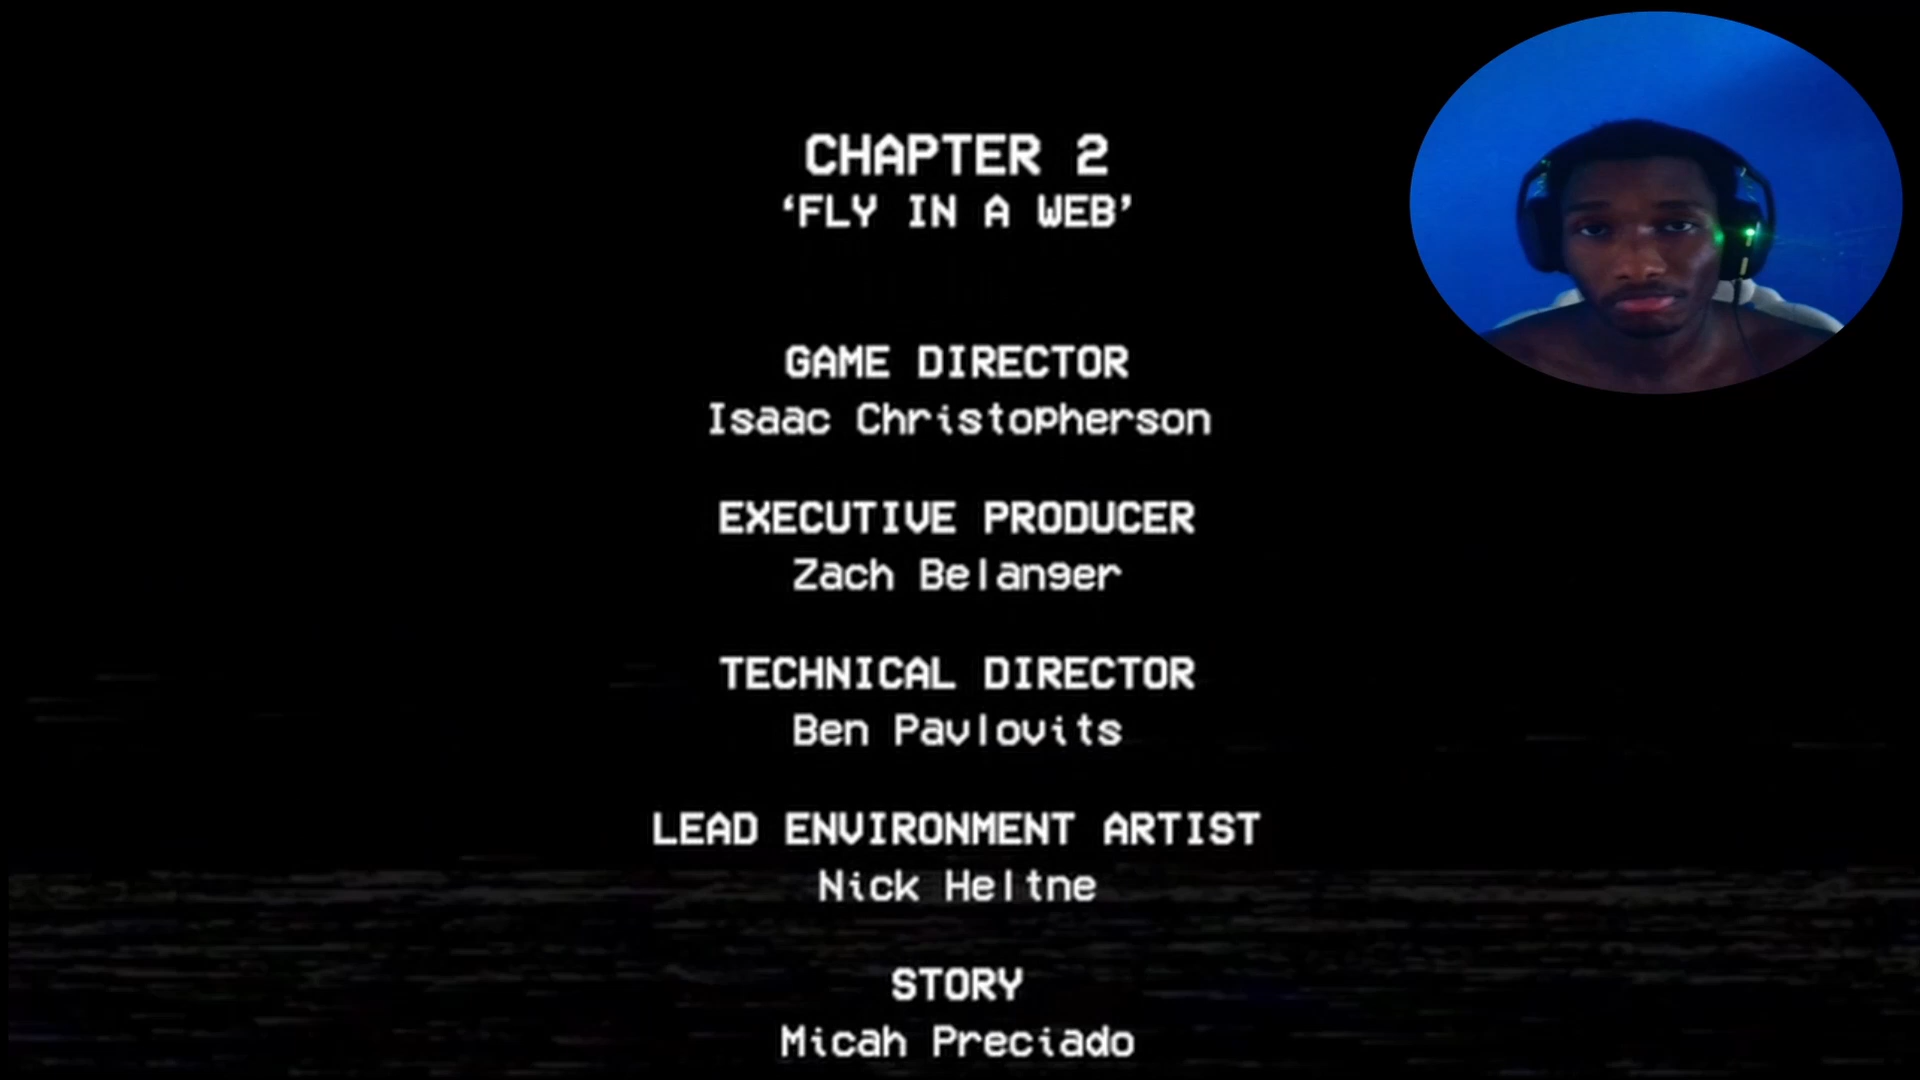 CHAPTER 2
‘FLY IN A WEB’
GAME DIRECTOR
Isaac Christopherson
EXECUTIVE PRODUCER
Zach Belanger
TECHNICAL DIRECTOR
Ben Pavlovits
LEAD ENVIRONMENT ARTIST
Nick Heltne
STORY
Micah Preciado